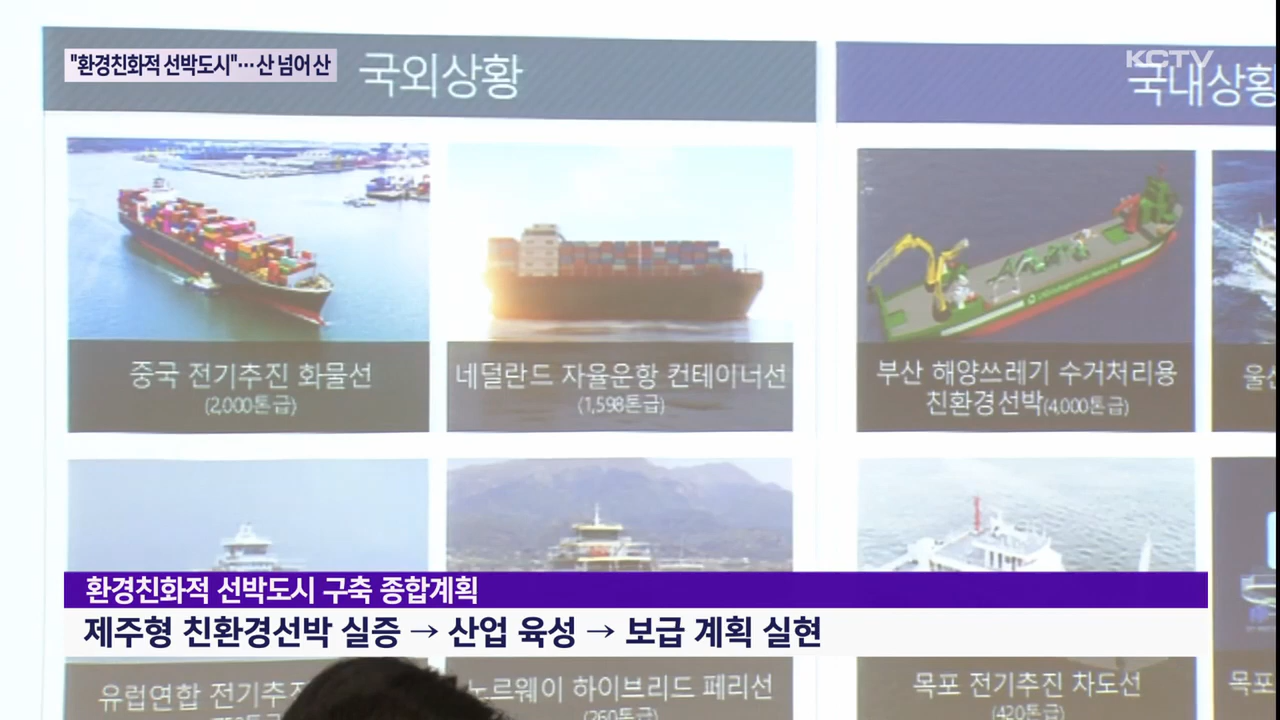 "환경친화적 선박도시"… 산 넘어 산
KCTV
국외상황
국내상황
중국 전기추진 화물선
(2,000톤급)
네덜란드 자율운항 컨테이너선
(1,598톤급)
부산 해양쓰레기 수거처리용
친환경선박(4,000톤급)
환경친화적 선박도시 구축 종합계획
제주형 친환경선박 실증 → 산업 육성 → 보급 계획 실현
유럽연합 전기추진
노르웨이 하이브리드 페리선
(260톤급)
목포 전기추진 차도선
(420톤급)